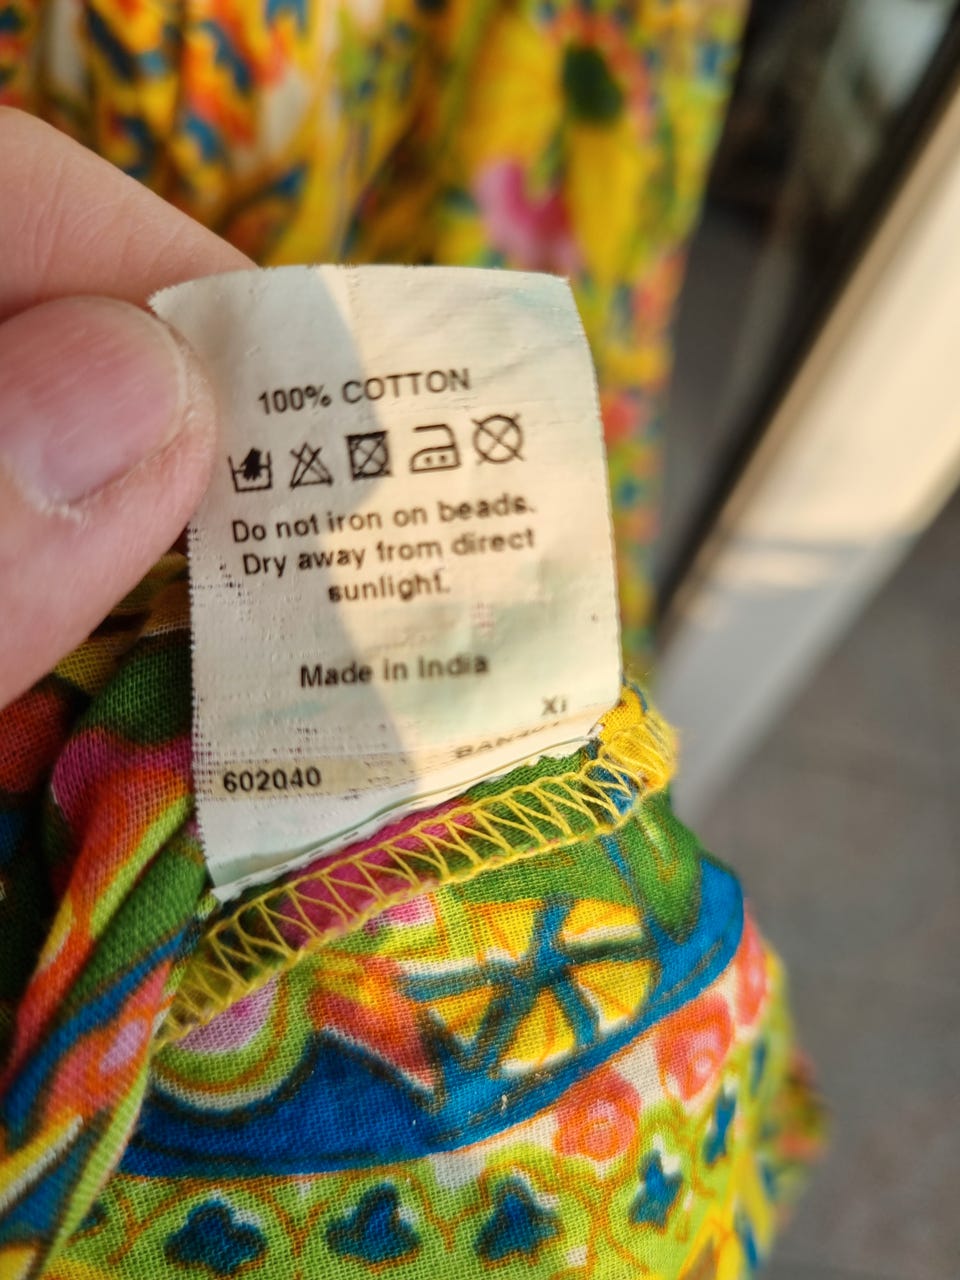 100% COTTON
Do not iron on beads.
Dry away from direct
sunlight.
Made in India
602040